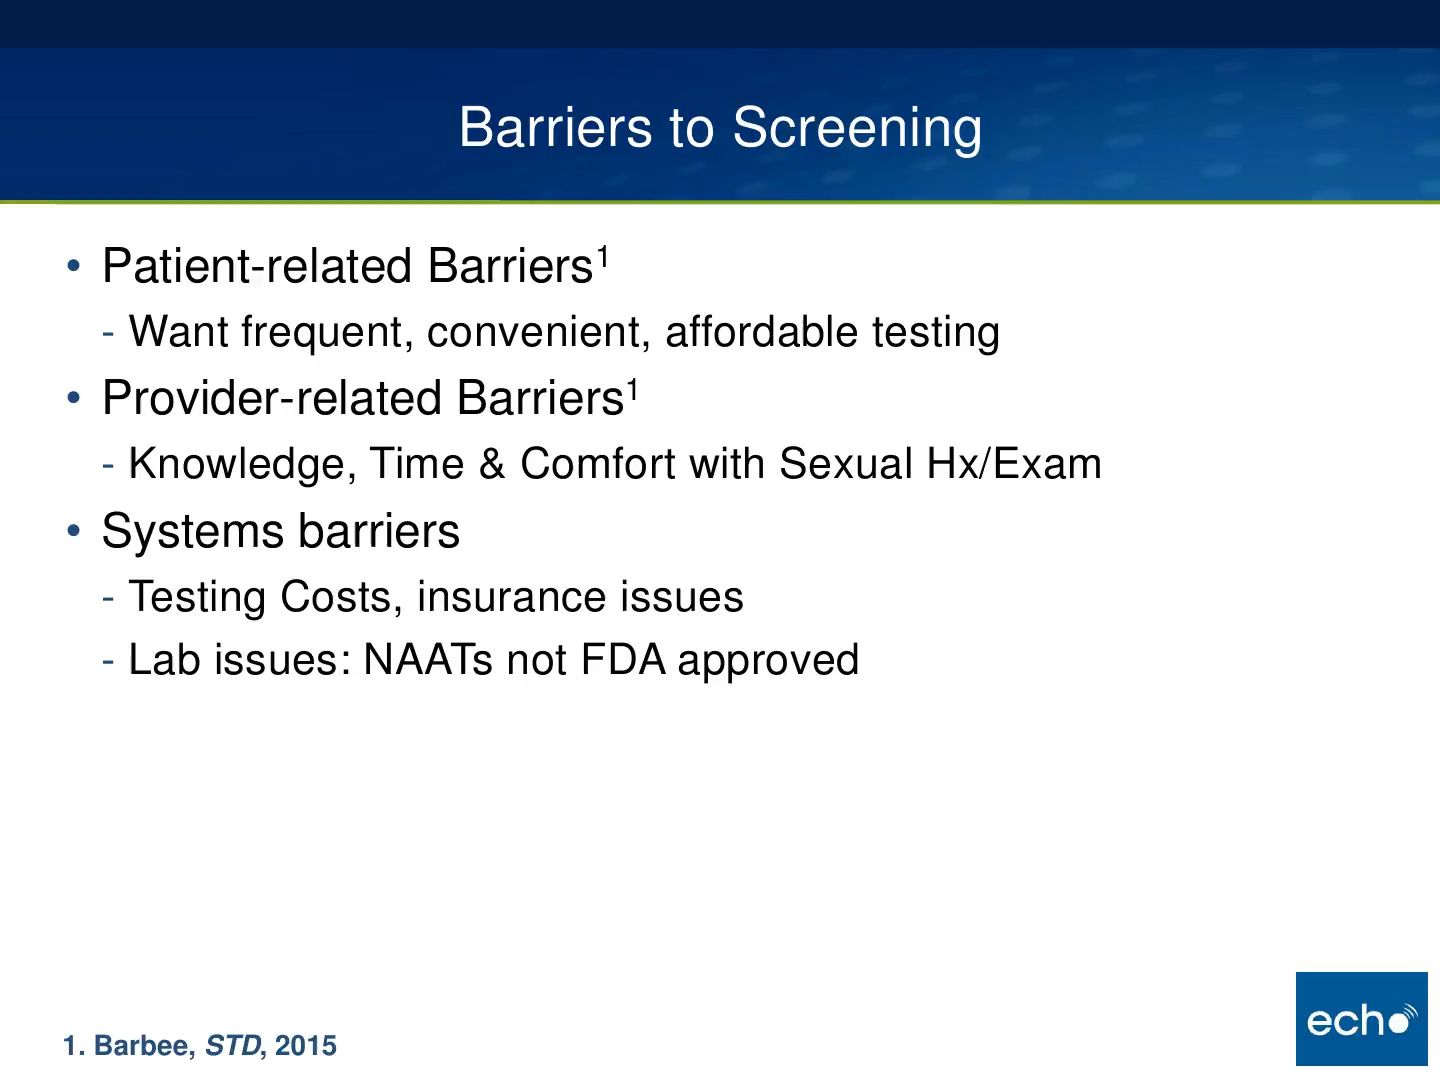 Barriers to Screening
• Patient-related Barriers¹
- Want frequent, convenient, affordable testing
• Provider-related Barriers¹
- Knowledge, Time & Comfort with Sexual Hx/Exam
• Systems barriers
- Testing Costs, insurance issues
- Lab issues: NAATs not FDA approved
1. Barbee, STD, 2015
echo